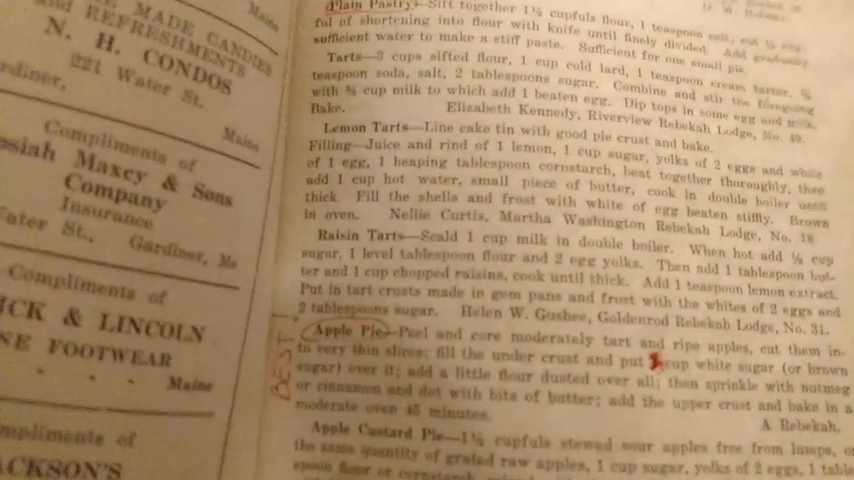 Maine
E MADE CANDIES
and REFRESHMENTS
N. H. CONDOS
221 Water St.
ardiner,
Maine
Compliments of
siah Maxcy & Sons
Company
Insurance
Water St., Gardiner, Me
Compliments of
ICK & LINCOLN
NE FOOTWEAR
Maine
mpliments of
ACKSON'S
Plain Pastry—Sift together 1½ cupfuls flour, 1 teaspoon salt; cut
ful of shortening into flour with knife until finely divided. Add gradually
sufficient water to make a stiff paste. Sufficient for one small pie.
Tarts—3 cups sifted flour, 1 cup cold lard, 1 teaspoon cream tartar,
teaspoon soda, salt, 2 tablespoons sugar. Combine and stir the foregoing
with ⅔ cup milk to which add 1 beaten egg. Dip tops in some egg and milk.
Bake. Elizabeth Kennedy, Riverview Rebekah Lodge, No. 49.
Lemon Tarts—Line cake tin with good pie crust and bake.
Filling—Juice and rind of 1 lemon, 1 cup sugar, yolks of 2 eggs and white
of 1 egg, 1 heaping tablespoon cornstarch, beat together thoroughly, then
add 1 cup hot water, small piece of butter, cook in double boiler until
thick. Fill the shells and frost with white of egg beaten stiffly. Brown
in oven. Nellie Curtis, Martha Washington Rebekah Lodge, No.
Raisin Tarts—Scald 1 cup milk in double boiler. When hot add ½ cup
sugar, 1 level tablespoon flour and 2 egg yolks. Then add 1 tablespoon but-
ter and 1 cup chopped raisins, cook until thick. Add 1 teaspoon lemon extract.
Put in tart crusts made in gem pans and frost with the whites of 2 eggs and
2 tablespoons sugar. Helen W. Gushee, Goldenrod Rebekah Lodge, No. 31.
BEST!
Apple Pie—Peel and core moderately tart and ripe apples, cut them in-
to very thin slices; fill the under crust and put cup white sugar (or brown
sugar) over it; add a little flour dusted over all; then sprinkle with nutmeg
or cinnamon and dot with bits of butter; add the upper crust and bake in a
moderate oven 45 minutes. A Rebekah.
Apple Custard Pie—1½ cupfuls stewed sour apples free from lumps, or
the same quantity of grated raw apples, 1 cup sugar, yolks of 2 eggs, 1 table
spoon flour or cornstarch